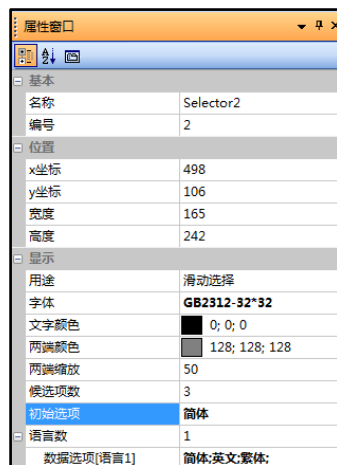 属性窗口
基本
名称 Selector2
编号 2
位置
x坐标 498
y坐标 106
宽度 165
高度 242
显示
用途 滑动选择
字体 GB2312-32*32
文字颜色 0; 0; 0
两端颜色 128; 128; 128
两端缩放 50
候选项数 3
初始选项 简体
语言数 1
数据选项[语言1] 简体;英文;繁体;